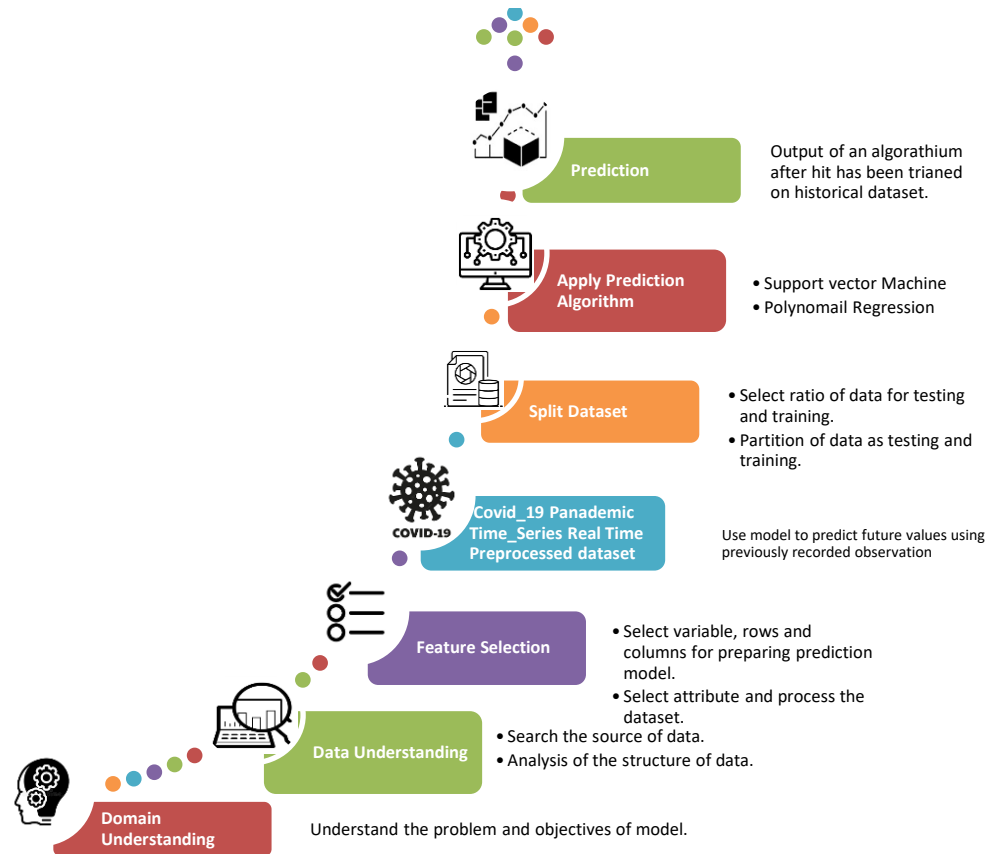 Prediction
Output of an algorathium
after hit has been trianed
on historical dataset.
Apply Prediction
Algorithm
• Support vector Machine
• Polynomail Regression
Split Dataset
• Select ratio of data for testing
and training.
• Partition of data as testing and
training.
COVID-19
Covid_19 Panademic
Time_Series Real Time
Preprocessed dataset
Use model to predict future values using
previously recorded observation
Feature Selection
• Select variable, rows and
columns for preparing prediction
model.
• Select attribute and process the
dataset.
Data Understanding
• Search the source of data.
• Analysis of the structure of data.
Domain
Understanding
Understand the problem and objectives of model.